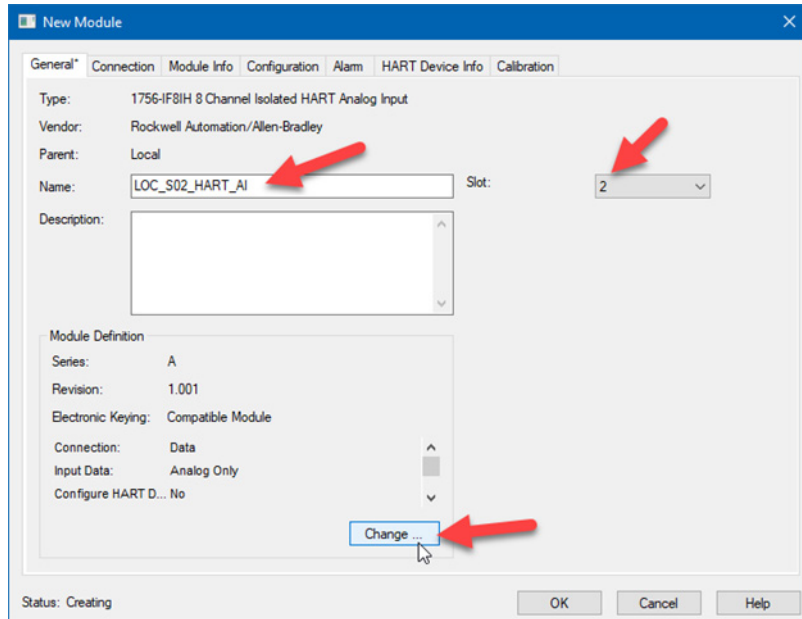 New Module
General* Connection Module Info Configuration Alarm HART Device Info Calibration
Type: 1756-IF8IH 8 Channel Isolated HART Analog Input
Vendor: Rockwell Automation/Allen-Bradley
Parent: Local
Name: LOC_S02_HART_AI Slot: 2
Description:
Module Definition
Series: A
Revision: 1.001
Electronic Keying: Compatible Module
Connection: Data
Input Data: Analog Only
Configure HART D... No
Change ...
Status: Creating OK Cancel Help